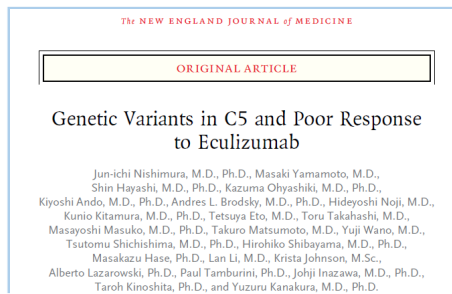 The NEW ENGLAND JOURNAL of MEDICINE
ORIGINAL ARTICLE
Genetic Variants in C5 and Poor Response
to Eculizumab
Jun-ichi Nishimura, M.D., Ph.D., Masaki Yamamoto, M.D.,
Shin Hayashi, M.D., Ph.D., Kazuma Ohyashiki, M.D., Ph.D.,
Kiyoshi Ando, M.D., Ph.D., Andres L. Brodsky, M.D., Ph.D., Hideyoshi Noji, M.D.,
Kunio Kitamura, M.D., Ph.D., Tetsuya Eto, M.D., Toru Takahashi, M.D.,
Masayoshi Masuko, M.D., Ph.D., Takuro Matsumoto, M.D., Yuji Wano, M.D.,
Tsutomu Shichishima, M.D., Ph.D., Hirohiko Shibayama, M.D., Ph.D.,
Masakazu Hase, Ph.D., Lan Li, M.D., Krista Johnson, M.Sc.,
Alberto Lazarowski, Ph.D., Paul Tamburini, Ph.D., Johji Inazawa, M.D., Ph.D.,
Taroh Kinoshita, Ph.D., and Yuzuru Kanakura, M.D., Ph.D.